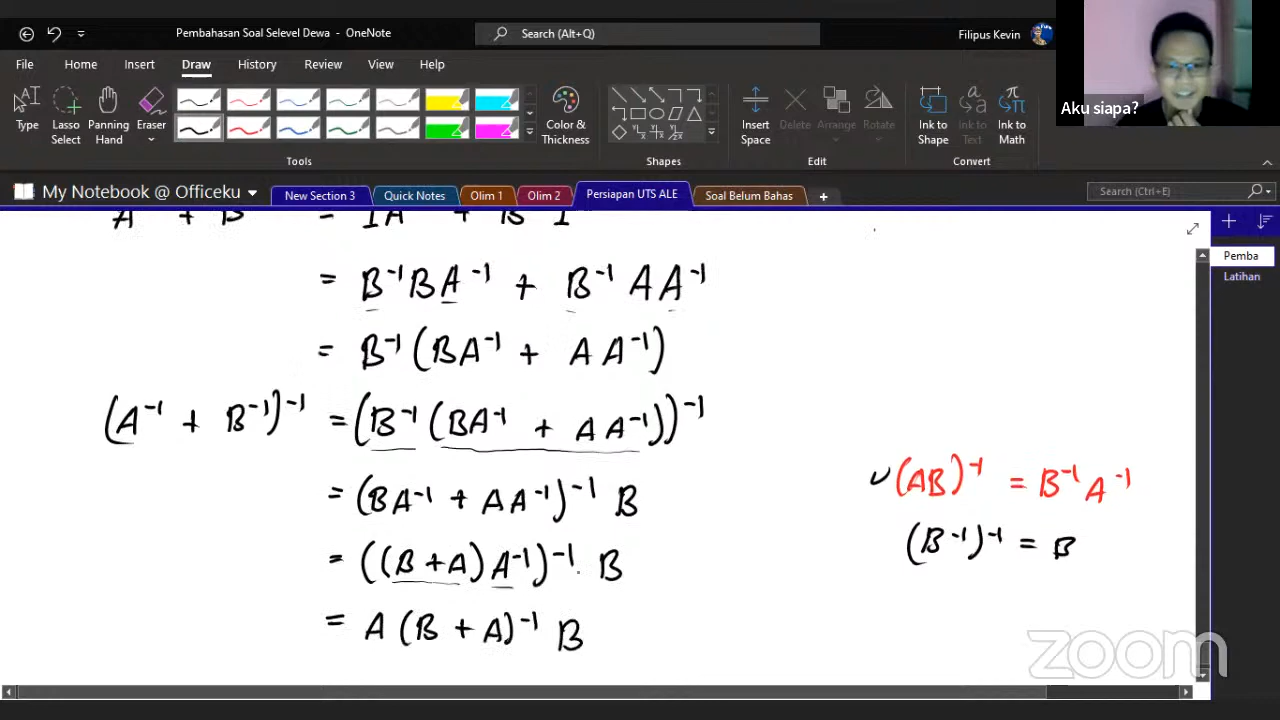 Pembahasan Soal Selevel Dewa - OneNote
Search (Alt+Q)
Filipus Kevin
File Home Insert Draw History Review View Help
Aku siapa?
Type
Lasso Select
Panning Hand
Eraser
Color & Thickness
Insert Space
Delete
Arrange
Rotate
Ink to Shape
Ink to Text
Ink to Math
Tools
Shapes
Edit
Convert
My Notebook @ Officeku
New Section 3
Quick Notes
Olim 1
Olim 2
Persiapan UTS ALE
Soal Belum Bahas
Search (Ctrl+E)
Pemba
Latihan
= B⁻¹BA⁻¹ + B⁻¹AA⁻¹
= B⁻¹(BA⁻¹ + AA⁻¹)
(A⁻¹ + B⁻¹)⁻¹ = (B⁻¹(BA⁻¹ + AA⁻¹))⁻¹
= (BA⁻¹ + AA⁻¹)⁻¹ B
= ((B+A)A⁻¹)⁻¹ B
= A(B + A)⁻¹ B
(AB)⁻¹ = B⁻¹A⁻¹
(B⁻¹)⁻¹ = B
zoom